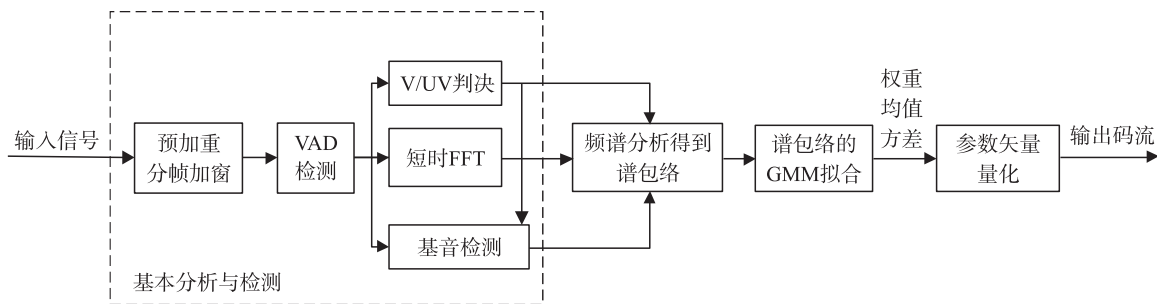 输入信号
预加重
分帧加窗
VAD
检测
V/UV判决
短时FFT
基音检测
基本分析与检测
频谱分析得到
谱包络
谱包络的
GMM拟合
权重
均值
方差
参数矢量
量化
输出码流